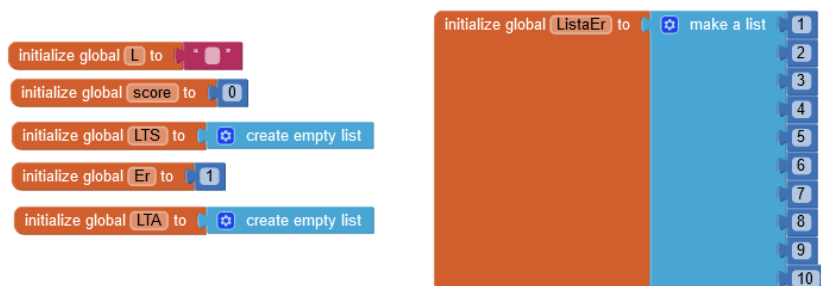 initialize global L to " "
initialize global score to 0
initialize global LTS to create empty list
initialize global Er to 1
initialize global LTA to create empty list
initialize global ListaEr to make a list 1
2
3
4
5
6
7
8
9
10